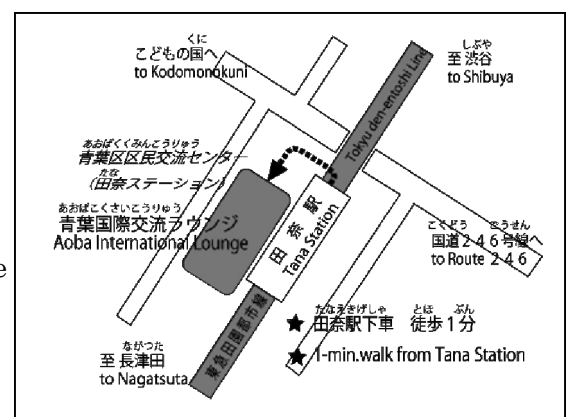 くに
こどもの国へ
to Kodomonokuni
しぶや
至 渋谷
to Shibuya
Tokyu den-entoshi Line
あおばくくみんこうりゅう
青葉区区民交流センター
たな
（田奈ステーション）
あおばこくさいこうりゅう
青葉国際交流ラウンジ
Aoba International Lounge
田奈駅
Tana Station
こくどう ごうせん
国道246号線へ
to Route 246
e
たなえきげしゃ とほ ぷん
★ 田奈駅下車 徒歩1分
★ 1-min.walk from Tana Station
東急田園都市線
ながつた
至 長津田
to Nagatsuta